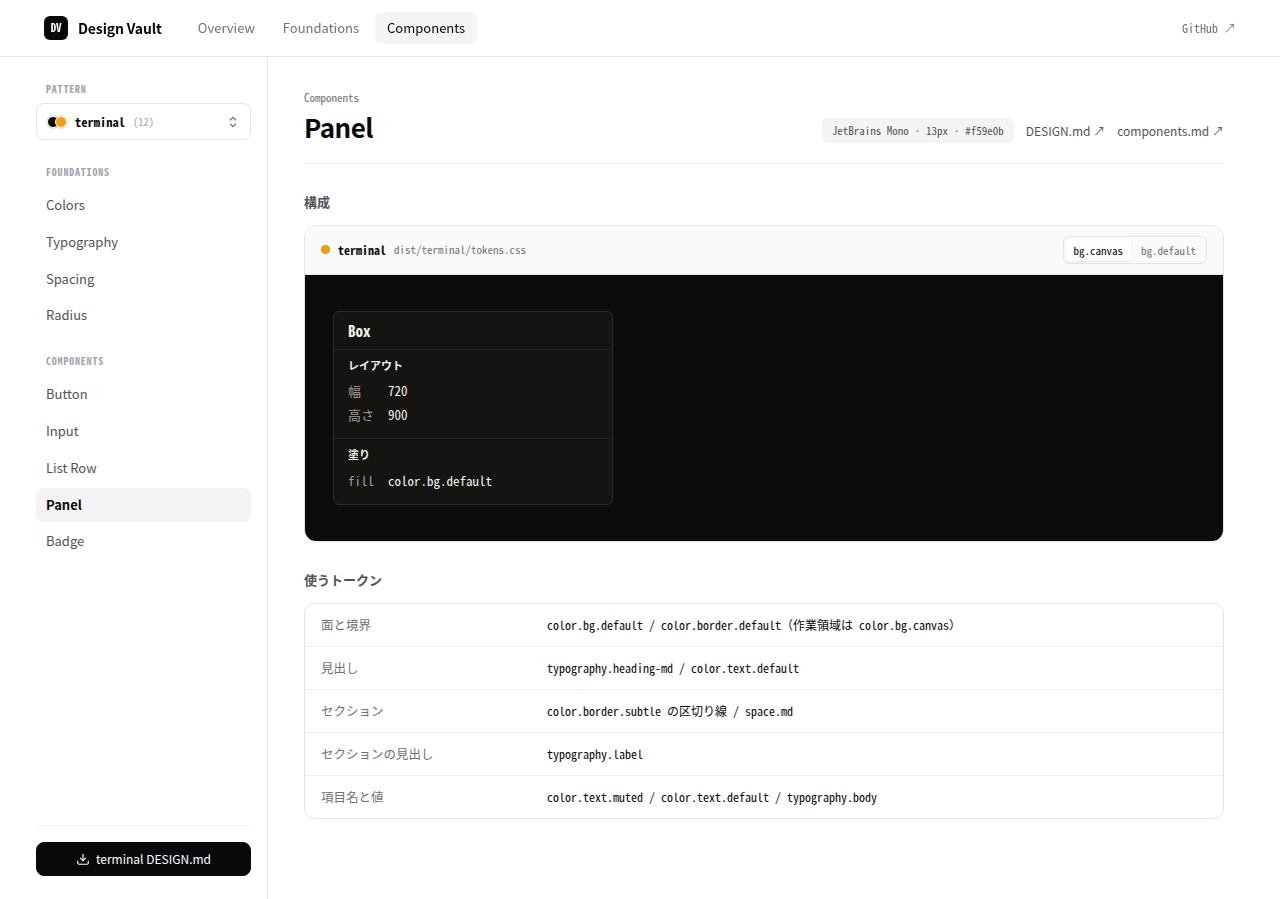 DV Design Vault Overview Foundations Components GitHub ↗
PATTERN
terminal (12)
FOUNDATIONS
Colors
Typography
Spacing
Radius
COMPONENTS
Button
Input
List Row
Panel
Badge
terminal DESIGN.md
Components
Panel
JetBrains Mono · 13px · #f59e0b DESIGN.md ↗ components.md ↗
構成
terminal dist/terminal/tokens.css bg.canvas bg.default
Box
レイアウト
幅 720
高さ 900
塗り
fill color.bg.default
使うトークン
面と境界 color.bg.default / color.border.default（作業領域は color.bg.canvas）
見出し typography.heading-md / color.text.default
セクション color.border.subtle の区切り線 / space.md
セクションの見出し typography.label
項目名と値 color.text.muted / color.text.default / typography.body